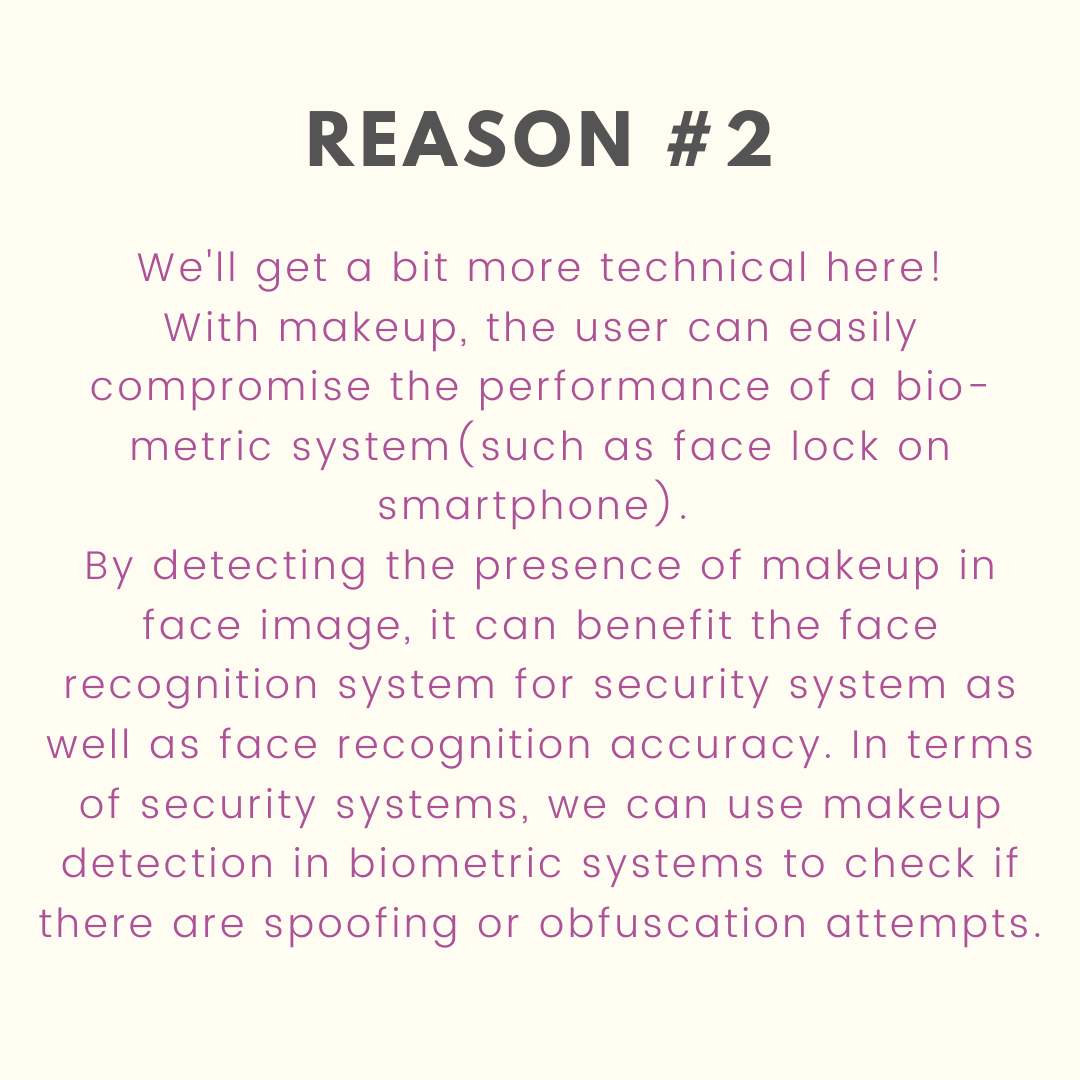 REASON #2
We'll get a bit more technical here!
With makeup, the user can easily
compromise the performance of a bio-
metric system(such as face lock on
smartphone).
By detecting the presence of makeup in
face image, it can benefit the face
recognition system for security system as
well as face recognition accuracy. In terms
of security systems, we can use makeup
detection in biometric systems to check if
there are spoofing or obfuscation attempts.